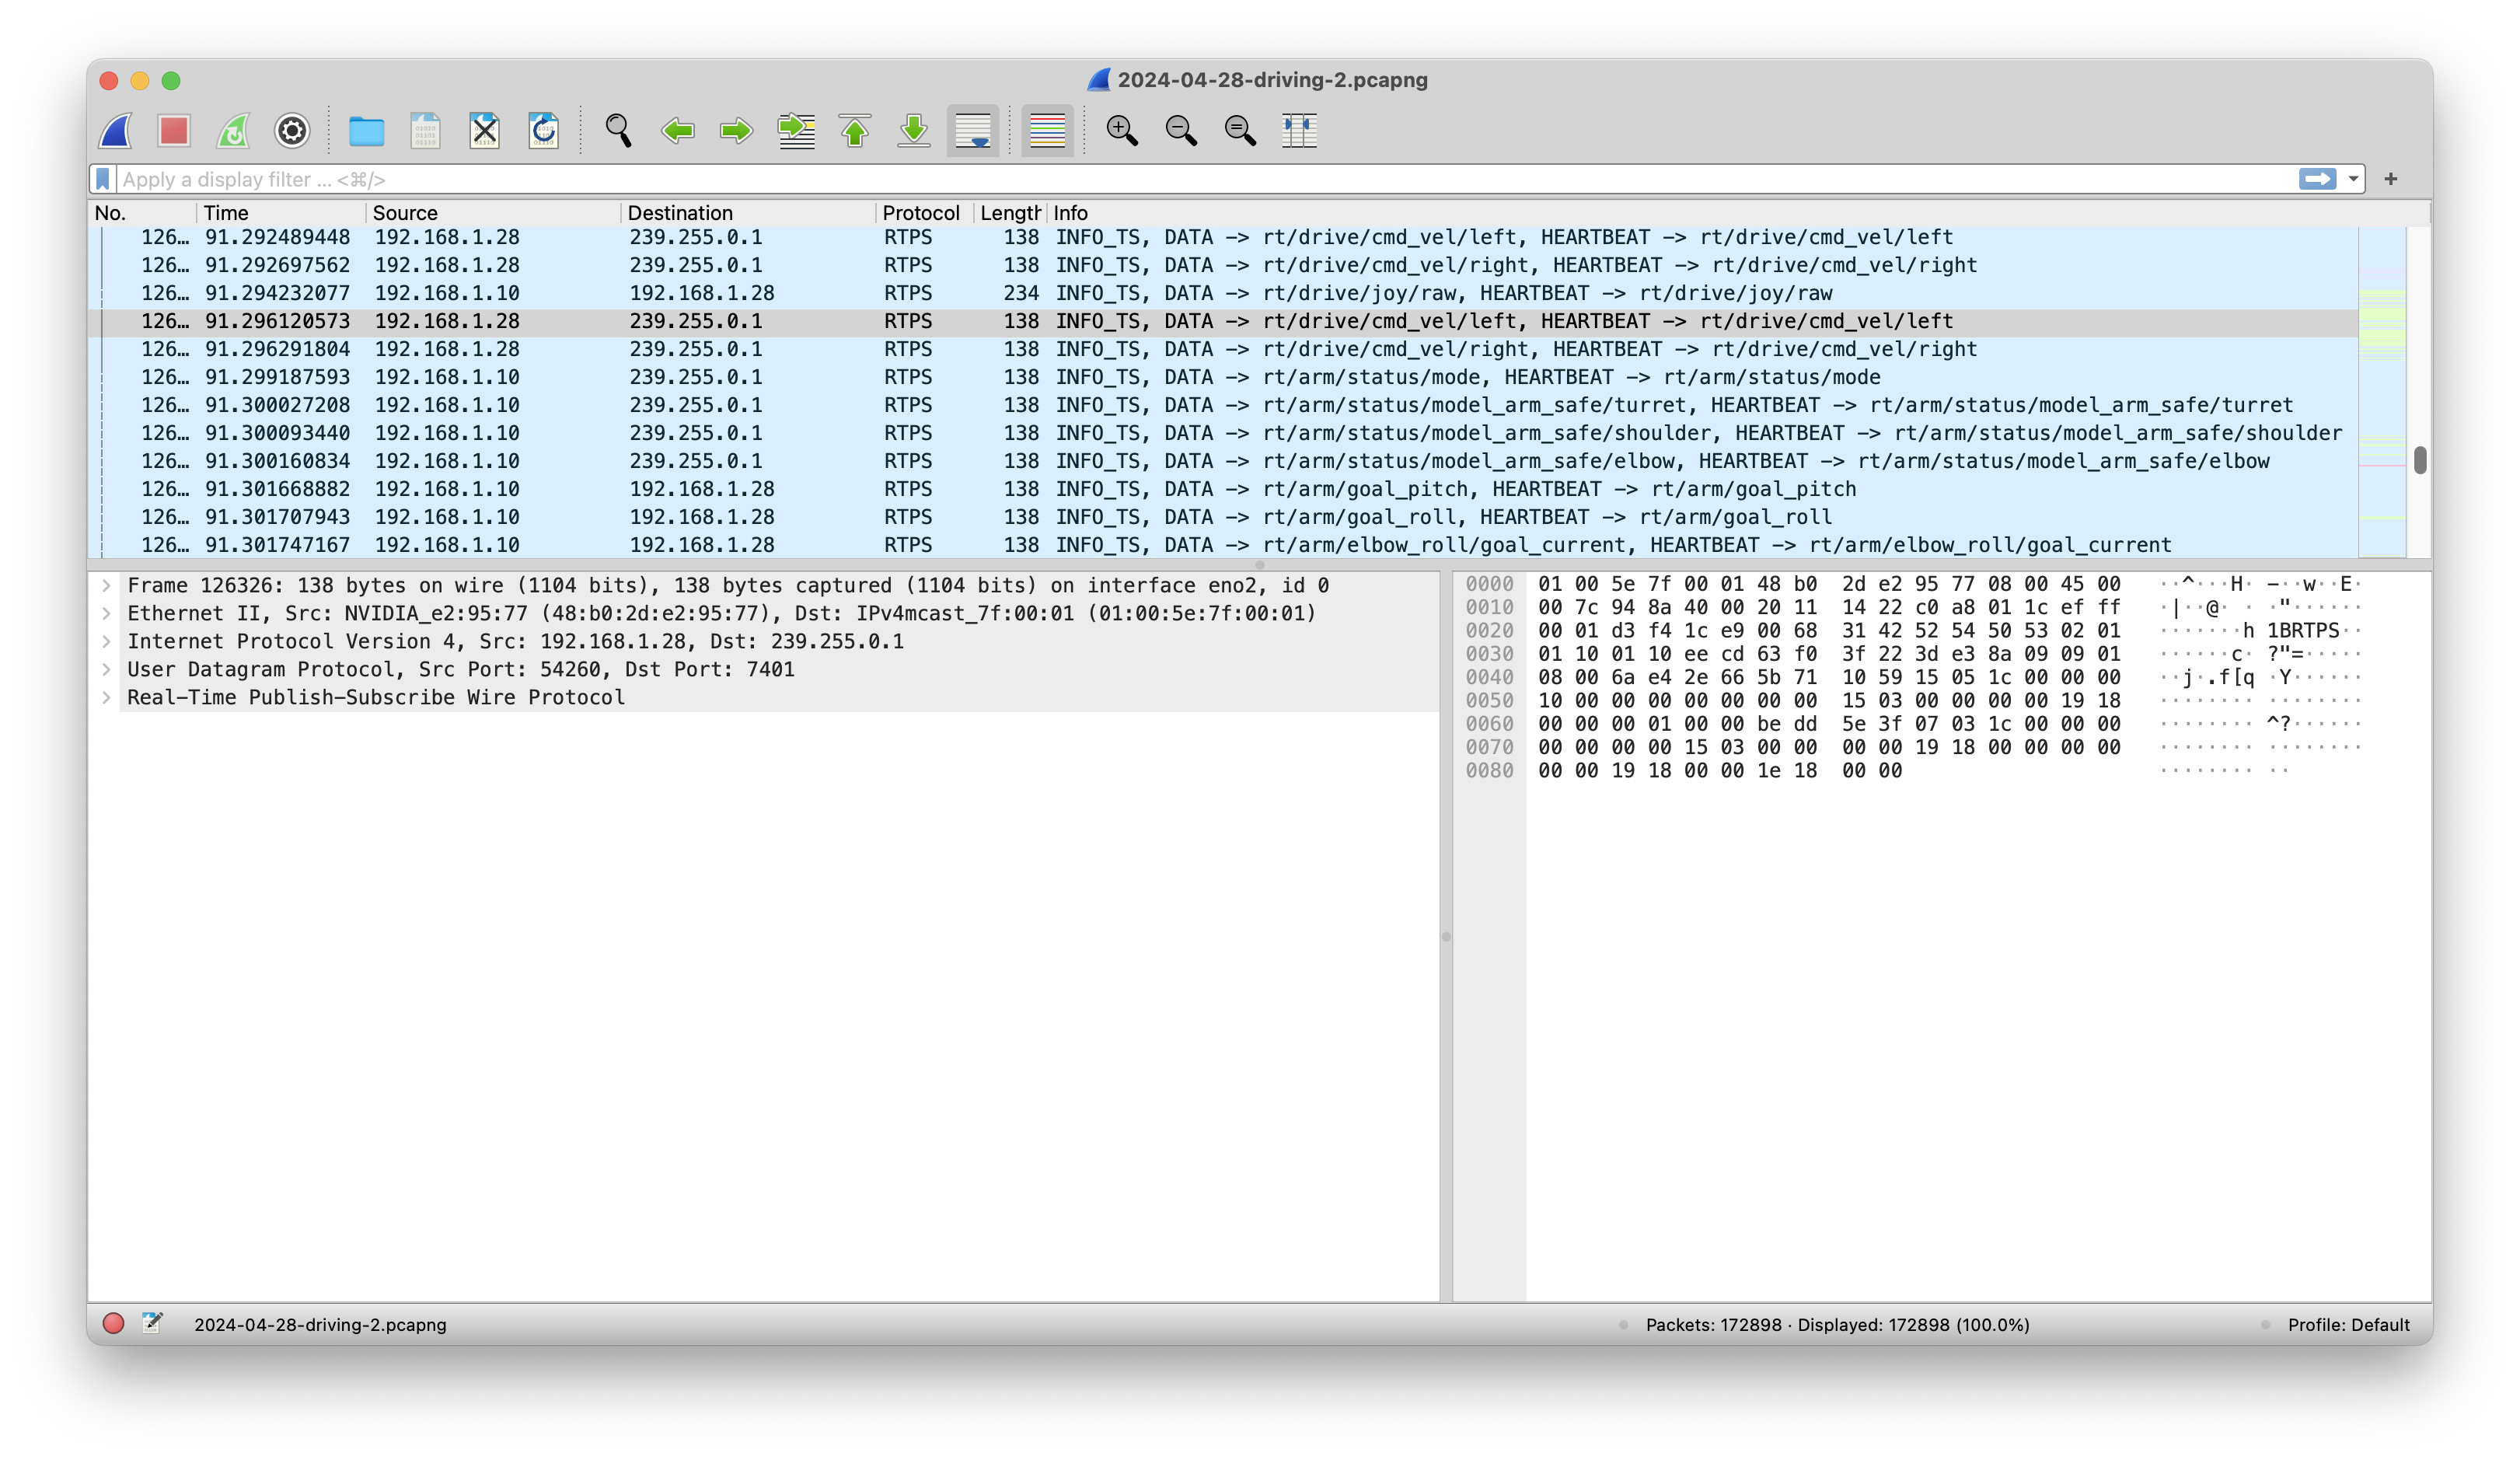 2024-04-28-driving-2.pcapng
Apply a display filter ... <⌘/>
+
No. Time Source Destination Protocol Length Info
126… 91.292489448 192.168.1.28 239.255.0.1 RTPS 138 INFO_TS, DATA -> rt/drive/cmd_vel/left, HEARTBEAT -> rt/drive/cmd_vel/left
126… 91.292697562 192.168.1.28 239.255.0.1 RTPS 138 INFO_TS, DATA -> rt/drive/cmd_vel/right, HEARTBEAT -> rt/drive/cmd_vel/right
126… 91.294232077 192.168.1.10 192.168.1.28 RTPS 234 INFO_TS, DATA -> rt/drive/joy/raw, HEARTBEAT -> rt/drive/joy/raw
126… 91.296120573 192.168.1.28 239.255.0.1 RTPS 138 INFO_TS, DATA -> rt/drive/cmd_vel/left, HEARTBEAT -> rt/drive/cmd_vel/left
126… 91.296291804 192.168.1.28 239.255.0.1 RTPS 138 INFO_TS, DATA -> rt/drive/cmd_vel/right, HEARTBEAT -> rt/drive/cmd_vel/right
126… 91.299187593 192.168.1.10 239.255.0.1 RTPS 138 INFO_TS, DATA -> rt/arm/status/mode, HEARTBEAT -> rt/arm/status/mode
126… 91.300027208 192.168.1.10 239.255.0.1 RTPS 138 INFO_TS, DATA -> rt/arm/status/model_arm_safe/turret, HEARTBEAT -> rt/arm/status/model_arm_safe/turret
126… 91.300093440 192.168.1.10 239.255.0.1 RTPS 138 INFO_TS, DATA -> rt/arm/status/model_arm_safe/shoulder, HEARTBEAT -> rt/arm/status/model_arm_safe/shoulder
126… 91.300160834 192.168.1.10 239.255.0.1 RTPS 138 INFO_TS, DATA -> rt/arm/status/model_arm_safe/elbow, HEARTBEAT -> rt/arm/status/model_arm_safe/elbow
126… 91.301668882 192.168.1.10 192.168.1.28 RTPS 138 INFO_TS, DATA -> rt/arm/goal_pitch, HEARTBEAT -> rt/arm/goal_pitch
126… 91.301707943 192.168.1.10 192.168.1.28 RTPS 138 INFO_TS, DATA -> rt/arm/goal_roll, HEARTBEAT -> rt/arm/goal_roll
126… 91.301747167 192.168.1.10 192.168.1.28 RTPS 138 INFO_TS, DATA -> rt/arm/elbow_roll/goal_current, HEARTBEAT -> rt/arm/elbow_roll/goal_current
Frame 126326: 138 bytes on wire (1104 bits), 138 bytes captured (1104 bits) on interface eno2, id 0
Ethernet II, Src: NVIDIA_e2:95:77 (48:b0:2d:e2:95:77), Dst: IPv4mcast_7f:00:01 (01:00:5e:7f:00:01)
Internet Protocol Version 4, Src: 192.168.1.28, Dst: 239.255.0.1
User Datagram Protocol, Src Port: 54260, Dst Port: 7401
Real-Time Publish-Subscribe Wire Protocol
0000 01 00 5e 7f 00 01 48 b0 2d e2 95 77 08 00 45 00 ··^···H· -··w··E·
0010 00 7c 94 8a 40 00 20 11 14 22 c0 a8 01 1c ef ff ·|··@· · ·"······
0020 00 01 d3 f4 1c e9 00 68 31 42 52 54 50 53 02 01 ·······h 1BRTPS··
0030 01 10 01 10 ee cd 63 f0 3f 22 3d e3 8a 09 09 01 ······c· ?"=·····
0040 08 00 6a e4 2e 66 5b 71 10 59 15 05 1c 00 00 00 ··j·.f[q ·Y······
0050 10 00 00 00 00 00 00 00 15 03 00 00 00 00 19 18 ········ ········
0060 00 00 00 01 00 00 be dd 5e 3f 07 03 1c 00 00 00 ········ ^?······
0070 00 00 00 00 15 03 00 00 00 00 19 18 00 00 00 00 ········ ········
0080 00 00 19 18 00 00 1e 18 00 00 ········ ··
2024-04-28-driving-2.pcapng Packets: 172898 · Displayed: 172898 (100.0%) Profile: Default